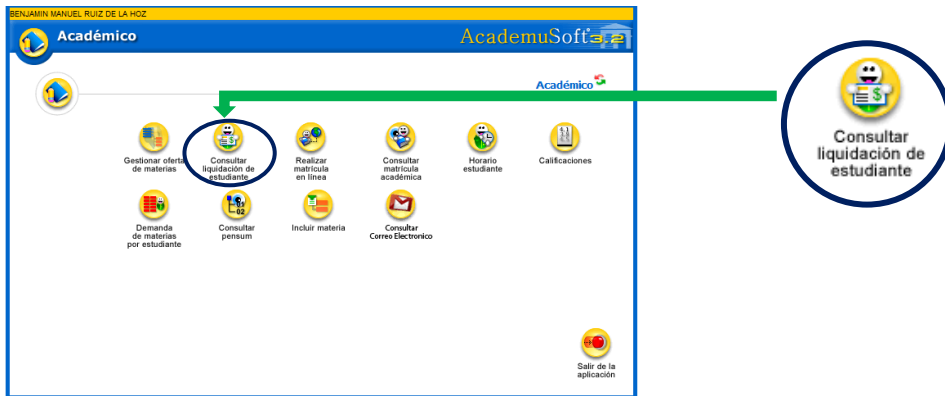 BENJAMIN MANUEL RUIZ DE LA HOZ
Académico
AcademuSoft 3.2
Académico
Gestionar oferta
de materias
Consultar
liquidación de
estudiante
Realizar
matrícula
en línea
Consultar
matrícula
académica
Horario
estudiante
Calificaciones
Demanda
de materias
por estudiante
Consultar
pensum
Incluir materia
Consultar
Correo Electronico
Salir de la
aplicación
Consultar
liquidación de
estudiante